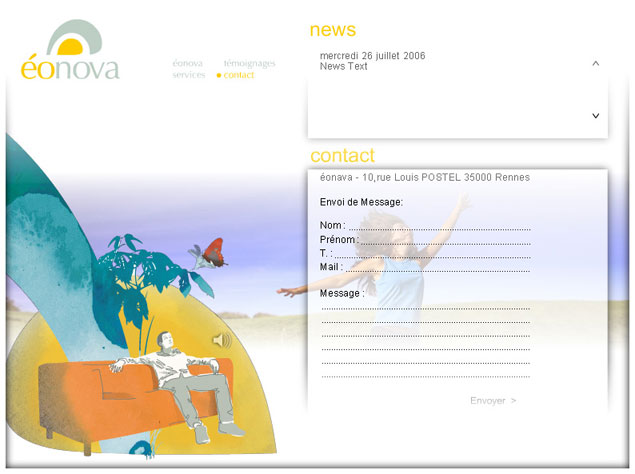 éonova
éonova
témoignages
services
contact
news
mercredi 26 juillet 2006
News Text
contact
éonava - 10,rue Louis POSTEL 35000 Rennes
Envoi de Message:
Nom :
Prénom :
T. :
Mail :
Message :
Envoyer >